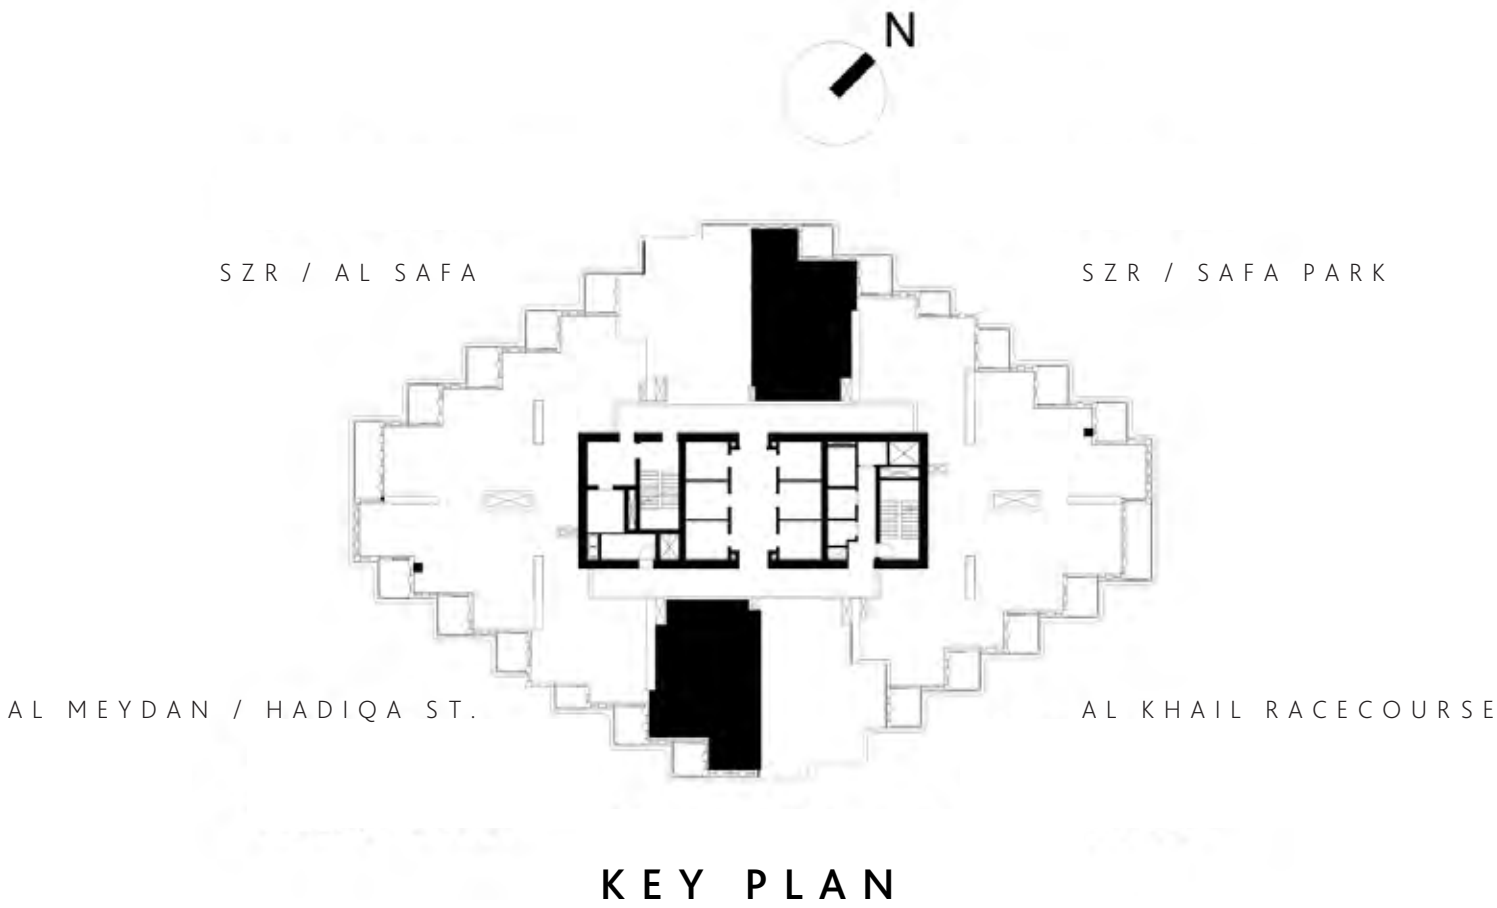 N
SZR / AL SAFA
SZR / SAFA PARK
AL MEYDAN / HADIQA ST.
AL KHAIL RACECOURSE
KEY PLAN